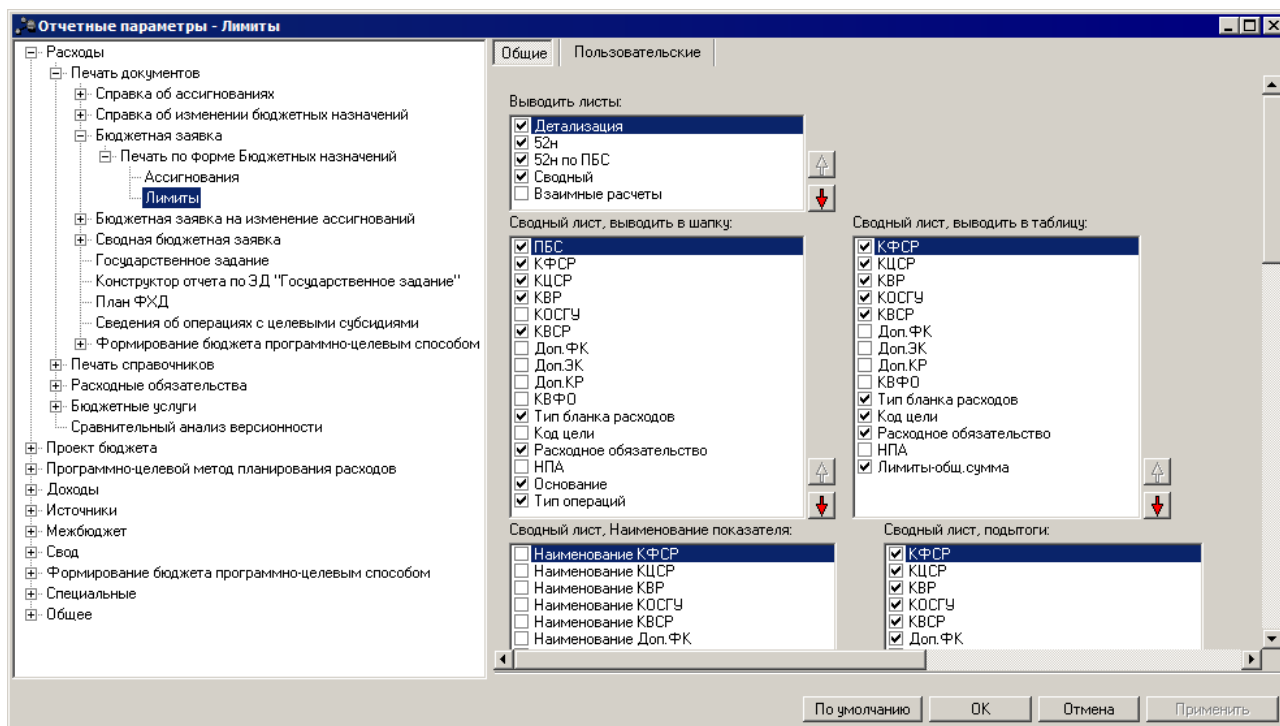 Отчетные параметры - Лимиты
Расходы
Печать документов
Справка об ассигнованиях
Справка об изменении бюджетных назначений
Бюджетная заявка
Печать по форме Бюджетных назначений
Ассигнования
Лимиты
Бюджетная заявка на изменение ассигнований
Сводная бюджетная заявка
Государственное задание
Конструктор отчета по ЭД "Государственное задание"
План ФХД
Сведения об операциях с целевыми субсидиями
Формирование бюджета программно-целевым способом
Печать справочников
Расходные обязательства
Бюджетные услуги
Сравнительный анализ версионности
Проект бюджета
Программно-целевой метод планирования расходов
Доходы
Источники
Межбюджет
Свод
Формирование бюджета программно-целевым способом
Специальные
Общее
Общие Пользовательские
Выводить листы:
Детализация
52н
52н по ПБС
Сводный
Взаимные расчеты
Сводный лист, выводить в шапку:
ПБС
КФСР
КЦСР
КВР
КОСГУ
КВСР
Доп.ФК
Доп.ЭК
Доп.КР
КВФО
Тип бланка расходов
Код цели
Расходное обязательство
НПА
Основание
Тип операций
Сводный лист, выводить в таблицу:
КФСР
КЦСР
КВР
КОСГУ
КВСР
Доп.ФК
Доп.ЭК
Доп.КР
КВФО
Тип бланка расходов
Код цели
Расходное обязательство
НПА
Лимиты-общ.сумма
Сводный лист, Наименование показателя:
Наименование КФСР
Наименование КЦСР
Наименование КВР
Наименование КОСГУ
Наименование КВСР
Наименование Доп.ФК
Сводный лист, подытоги:
КФСР
КЦСР
КВР
КОСГУ
КВСР
Доп.ФК
По умолчанию OK Отмена Применить